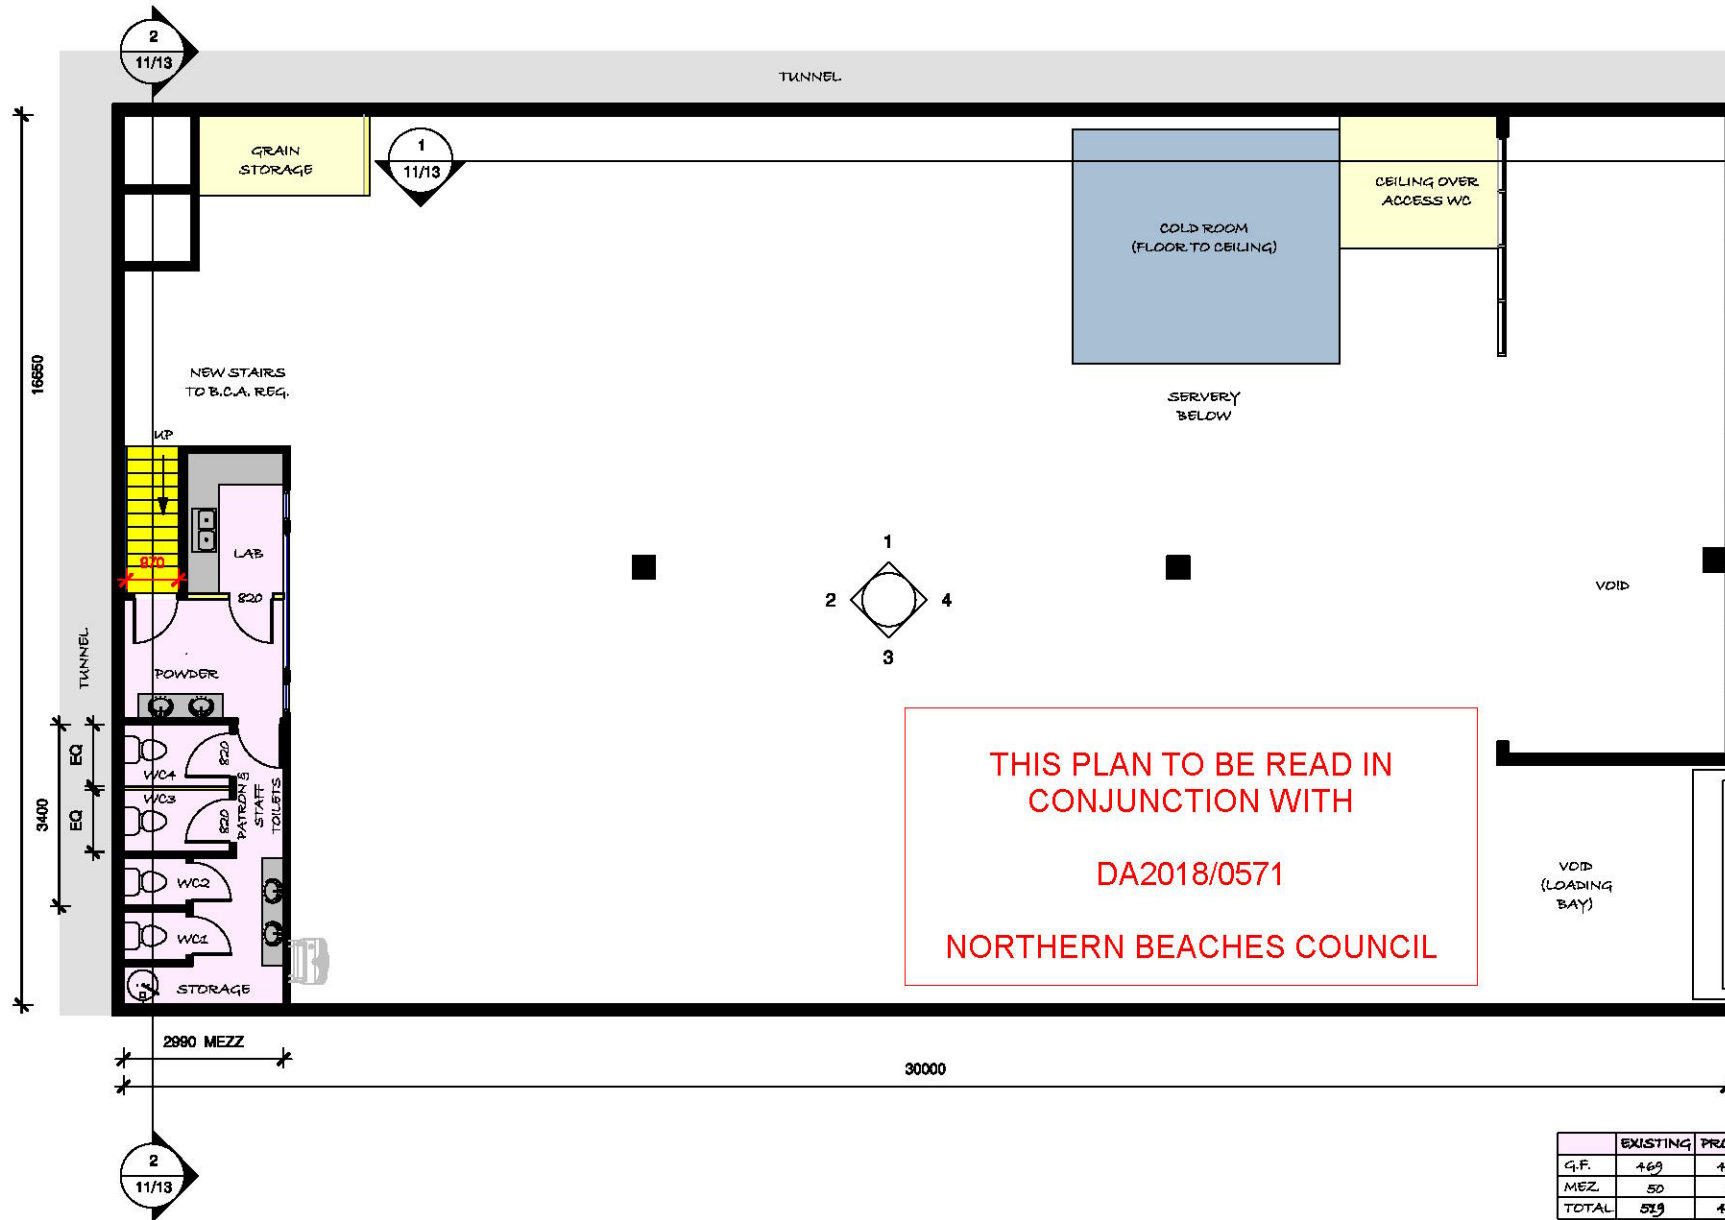 2
11/13
TUNNEL
GRAIN
STORAGE
1
11/13
CEILING OVER
ACCESS WC
COLD ROOM
(FLOOR TO CEILING)
16650
NEW STAIRS
TO B.C.A. REG.
SERVERY
BELOW
UP
LAB
870
820
1
2
4
3
VOID
TUNNEL
POWDER
EQ
WC4
820
3400
EQ
WC3
820
PATRONS
STAFF
TOILETS
WC2
WC1
STORAGE
THIS PLAN TO BE READ IN
CONJUNCTION WITH
DA2018/0571
NORTHERN BEACHES COUNCIL
VOID
(LOADING
BAY)
2990 MEZZ
30000
2
11/13
EXISTING PRO
G.F. 469 4
MEZ 50
TOTAL 519 4